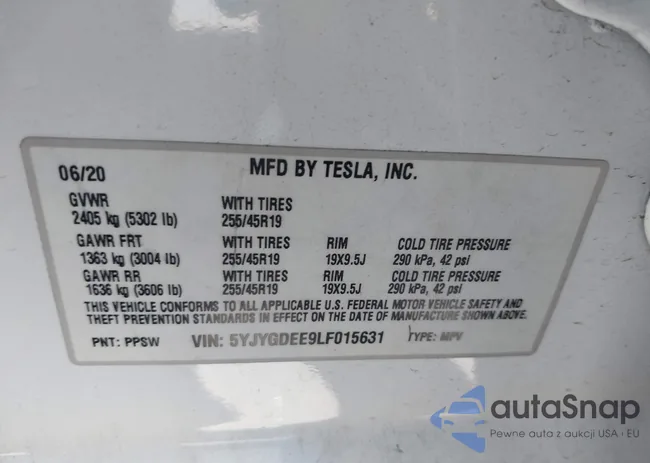 06/20 MFD BY TESLA, INC.
GVWR WITH TIRES
2405 kg (5302 lb) 255/45R19
GAWR FRT WITH TIRES RIM COLD TIRE PRESSURE
1363 kg (3004 lb) 255/45R19 19X9.5J 290 kPa, 42 psi
GAWR RR WITH TIRES RIM COLD TIRE PRESSURE
1636 kg (3606 lb) 255/45R19 19X9.5J 290 kPa, 42 psi
THIS VEHICLE CONFORMS TO ALL APPLICABLE U.S. FEDERAL MOTOR VEHICLE SAFETY AND
THEFT PREVENTION STANDARDS IN EFFECT ON THE DATE OF MANUFACTURE SHOWN ABOVE.
PNT: PPSW VIN: 5YJYGDEE9LF015631 TYPE: MPV
autaSnap
Pewne auta z aukcji USA · EU